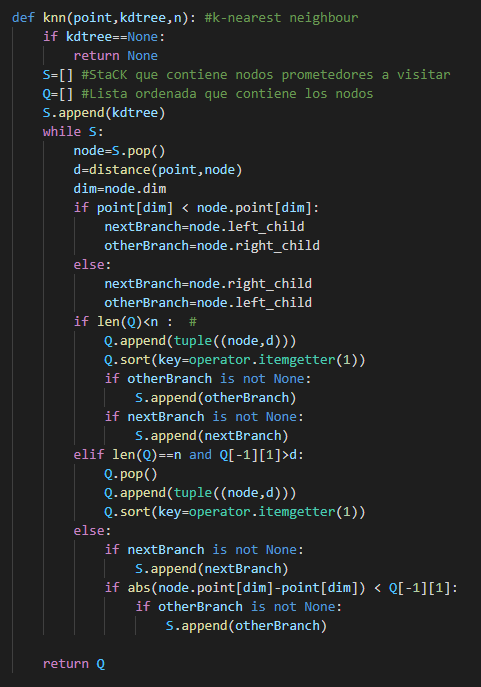 def knn(point,kdtree,n): #k-nearest neighbour
    if kdtree==None:
        return None
    S=[] #StaCK que contiene nodos prometedores a visitar
    Q=[] #Lista ordenada que contiene los nodos
    S.append(kdtree)
    while S:
        node=S.pop()
        d=distance(point,node)
        dim=node.dim
        if point[dim] < node.point[dim]:
            nextBranch=node.left_child
            otherBranch=node.right_child
        else:
            nextBranch=node.right_child
            otherBranch=node.left_child
        if len(Q)<n :  #
            Q.append(tuple((node,d)))
            Q.sort(key=operator.itemgetter(1))
            if otherBranch is not None:
                S.append(otherBranch)
            if nextBranch is not None:
                S.append(nextBranch)
        elif len(Q)==n and Q[-1][1]>d:
            Q.pop()
            Q.append(tuple((node,d)))
            Q.sort(key=operator.itemgetter(1))
        else:
            if nextBranch is not None:
                S.append(nextBranch)
            if abs(node.point[dim]-point[dim]) < Q[-1][1]:
                if otherBranch is not None:
                    S.append(otherBranch)
    return Q